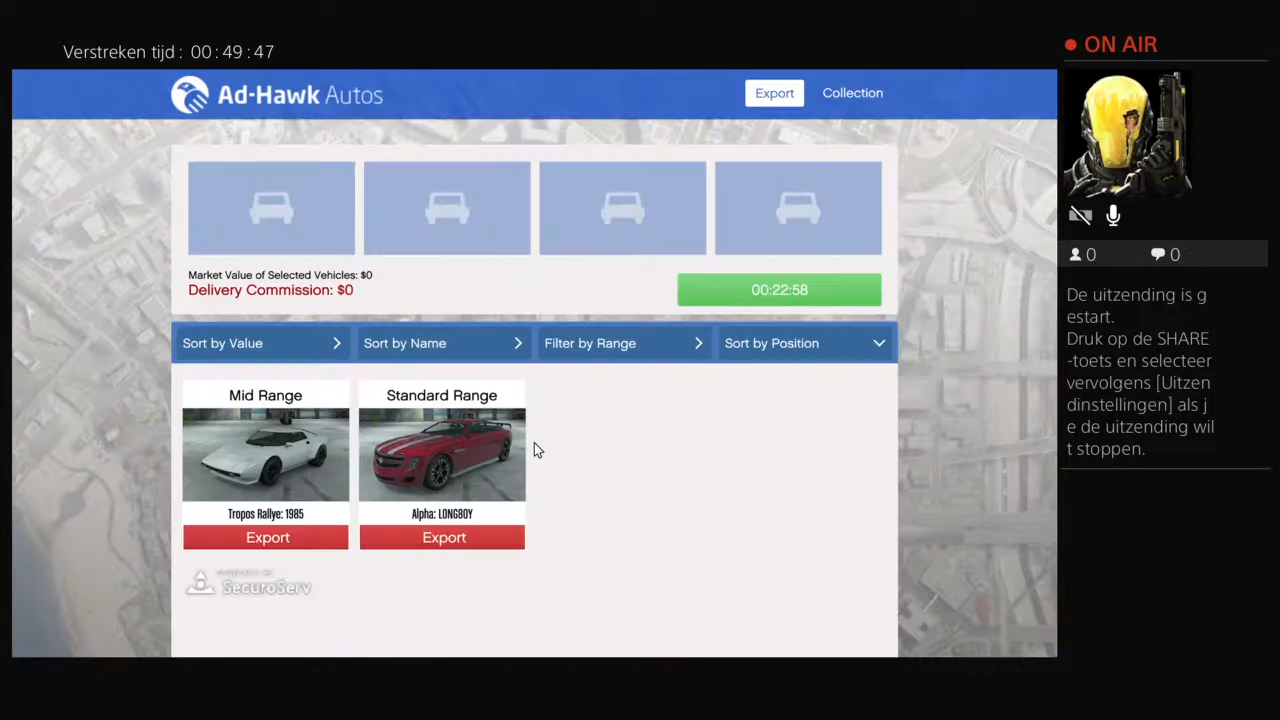 Verstreken tijd: 00:49:47
ON AIR
Ad-Hawk Autos
Export
Collection
0
0
Market Value of Selected Vehicles: $0
Delivery Commission: $0
00:22:58
De uitzending is g
estart.
Druk op de SHARE
-toets en selecteer
vervolgens [Uitzen
dinstellingen] als j
e de uitzending wil
t stoppen.
Sort by Value
Sort by Name
Filter by Range
Sort by Position
Mid Range
Standard Range
Tropos Rallye: 1985
Alpha: L0NGB0Y
Export
Export
SecuroServ